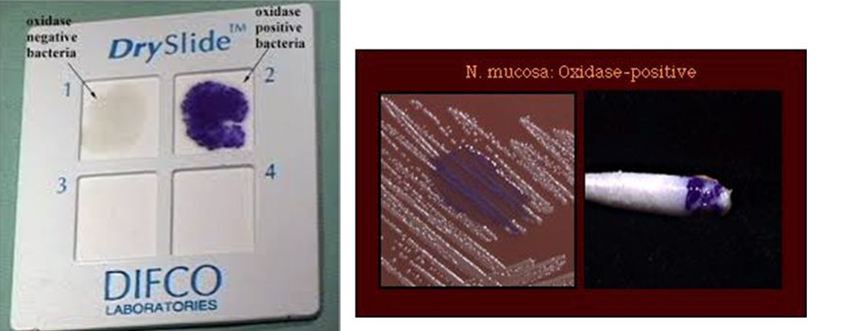 oxidase
negative
bacteria
oxidase
positive
bacteria
DrySlide™
1
2
3
4
DIFCO
LABORATORIES
N. mucosa: Oxidase-positive